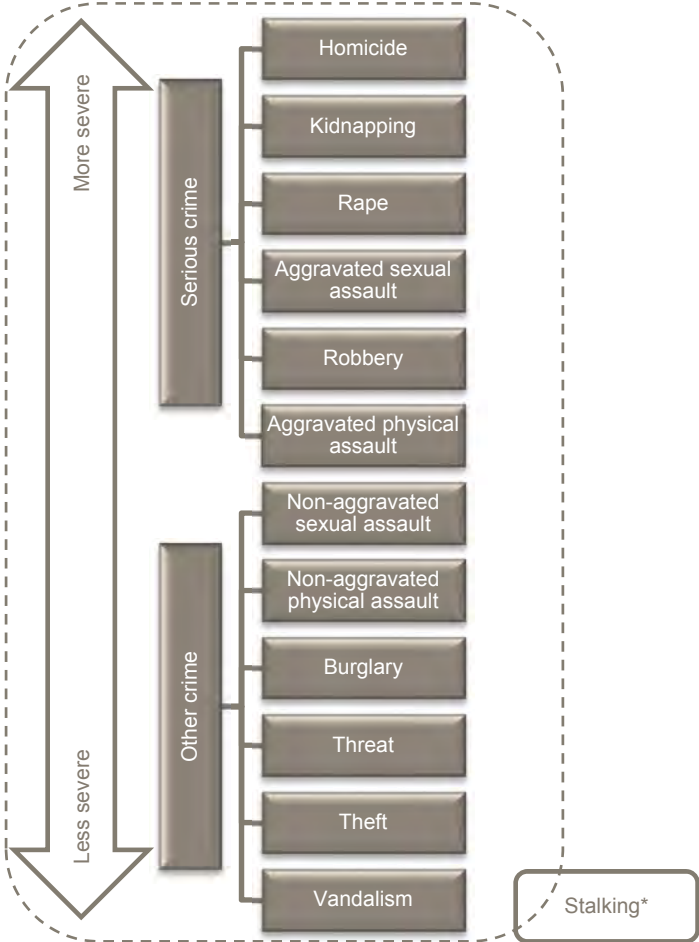 More severe
Serious crime
Homicide
Kidnapping
Rape
Aggravated sexual
assault
Robbery
Aggravated physical
assault
Less severe
Other crime
Non-aggravated
sexual assault
Non-aggravated
physical assault
Burglary
Threat
Theft
Vandalism
Stalking*